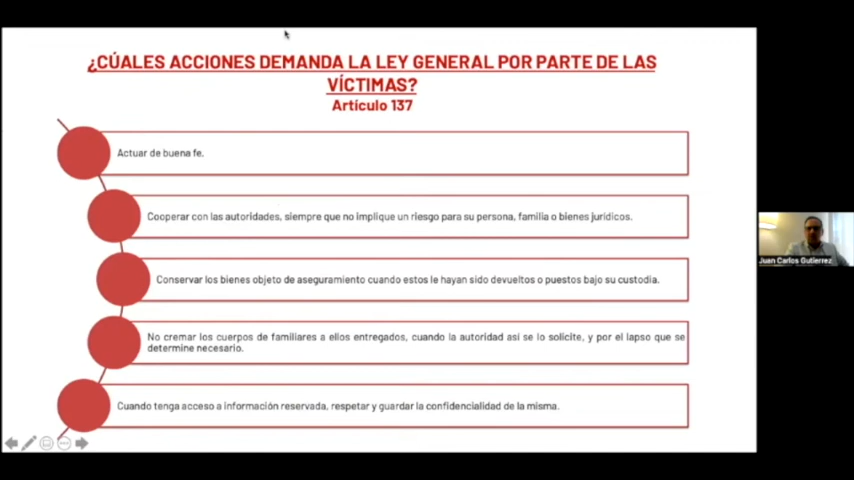 ¿CÚALES ACCIONES DEMANDA LA LEY GENERAL POR PARTE DE LAS
VÍCTIMAS?
Artículo 137
Actuar de buena fe.
Cooperar con las autoridades, siempre que no implique un riesgo para su persona, familia o bienes jurídicos.
Conservar los bienes objeto de aseguramiento cuando estos le hayan sido devueltos o puestos bajo su custodia.
No cremar los cuerpos de familiares a ellos entregados, cuando la autoridad así se lo solicite, y por el lapso que se
determine necesario.
Cuando tenga acceso a información reservada, respetar y guardar la confidencialidad de la misma.
Juan Carlos Gutierrez